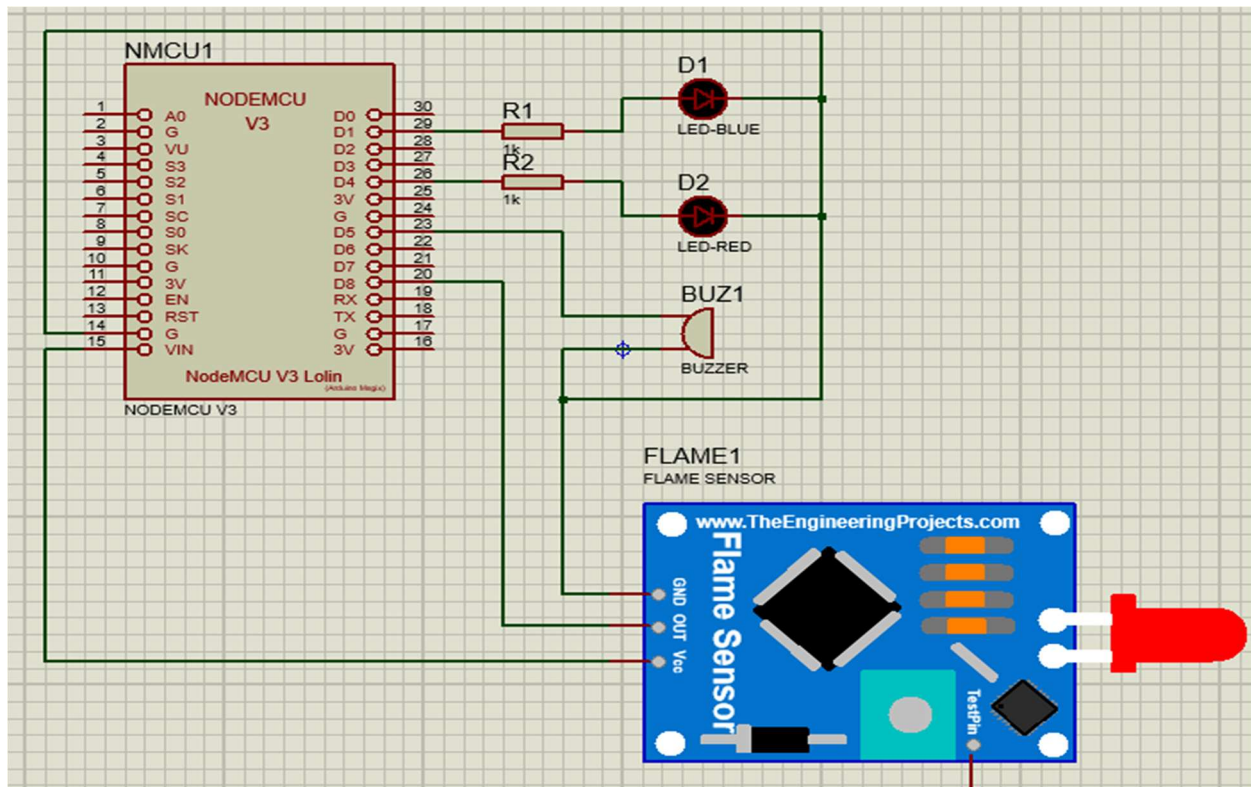 NMCU1
NODEMCU
V3
1 A0
2 G
3 VU
4 S3
5 S2
6 S1
7 SC
8 S0
9 SK
10 G
11 3V
12 EN
13 RST
14 G
15 VIN
D0 30
D1 29
D2 28
D3 27
D4 26
3V 25
G 24
D5 23
D6 22
D7 21
D8 20
RX 19
TX 18
G 17
3V 16
NodeMCU V3 Lolin
(Arduino Magix)
NODEMCU V3
R1
1k
R2
1k
D1
LED-BLUE
D2
LED-RED
BUZ1
BUZZER
FLAME1
FLAME SENSOR
www.TheEngineeringProjects.com
Flame Sensor
GND
OUT
Vcc
TestPin